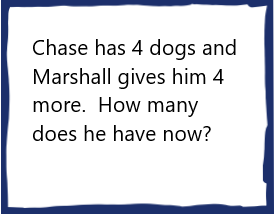 Chase has 4 dogs and
Marshall gives him 4
more.  How many
does he have now?